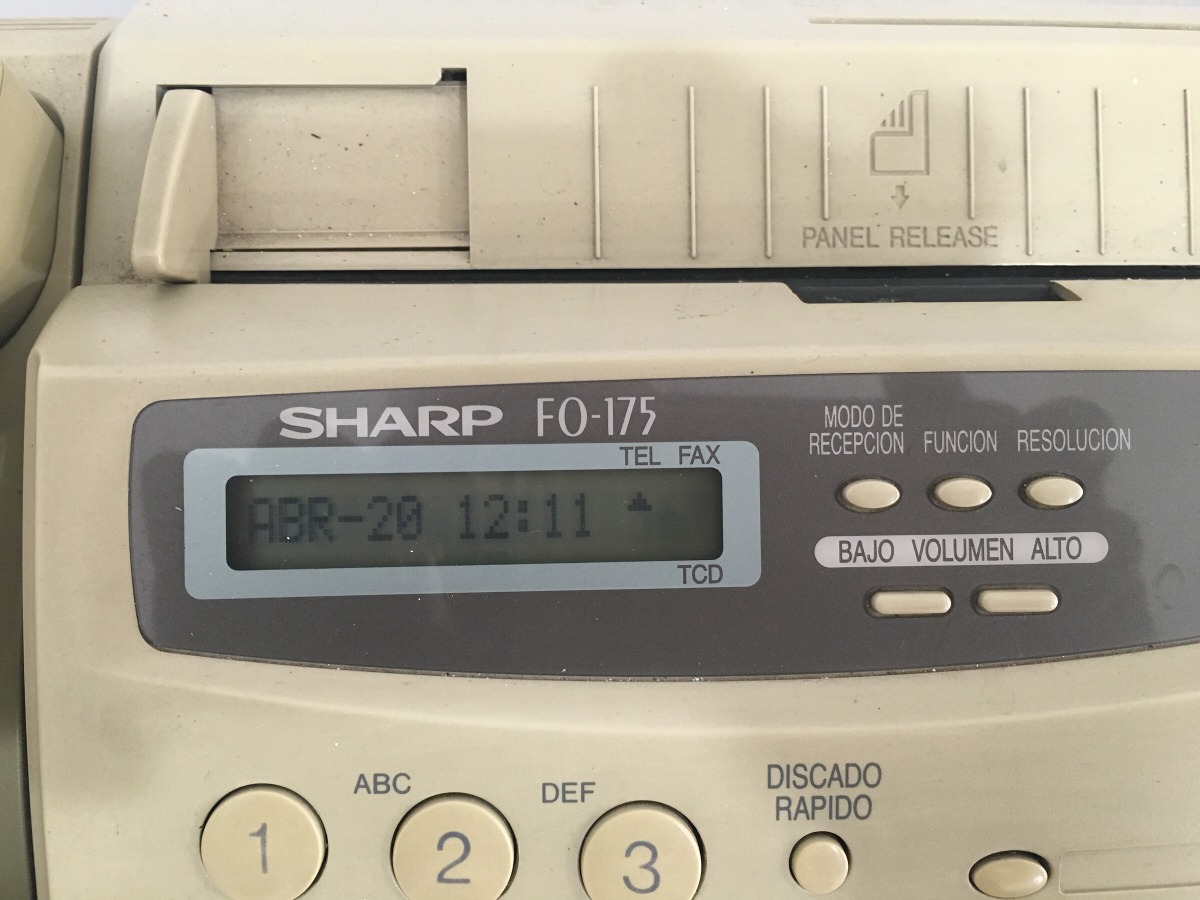 PANEL RELEASE
SHARP FO-175
TEL FAX
ABR-20 12:11
TCD
MODO DE
RECEPCION FUNCION RESOLUCION
BAJO VOLUMEN ALTO
ABC DEF
DISCADO
RAPIDO
1 2 3